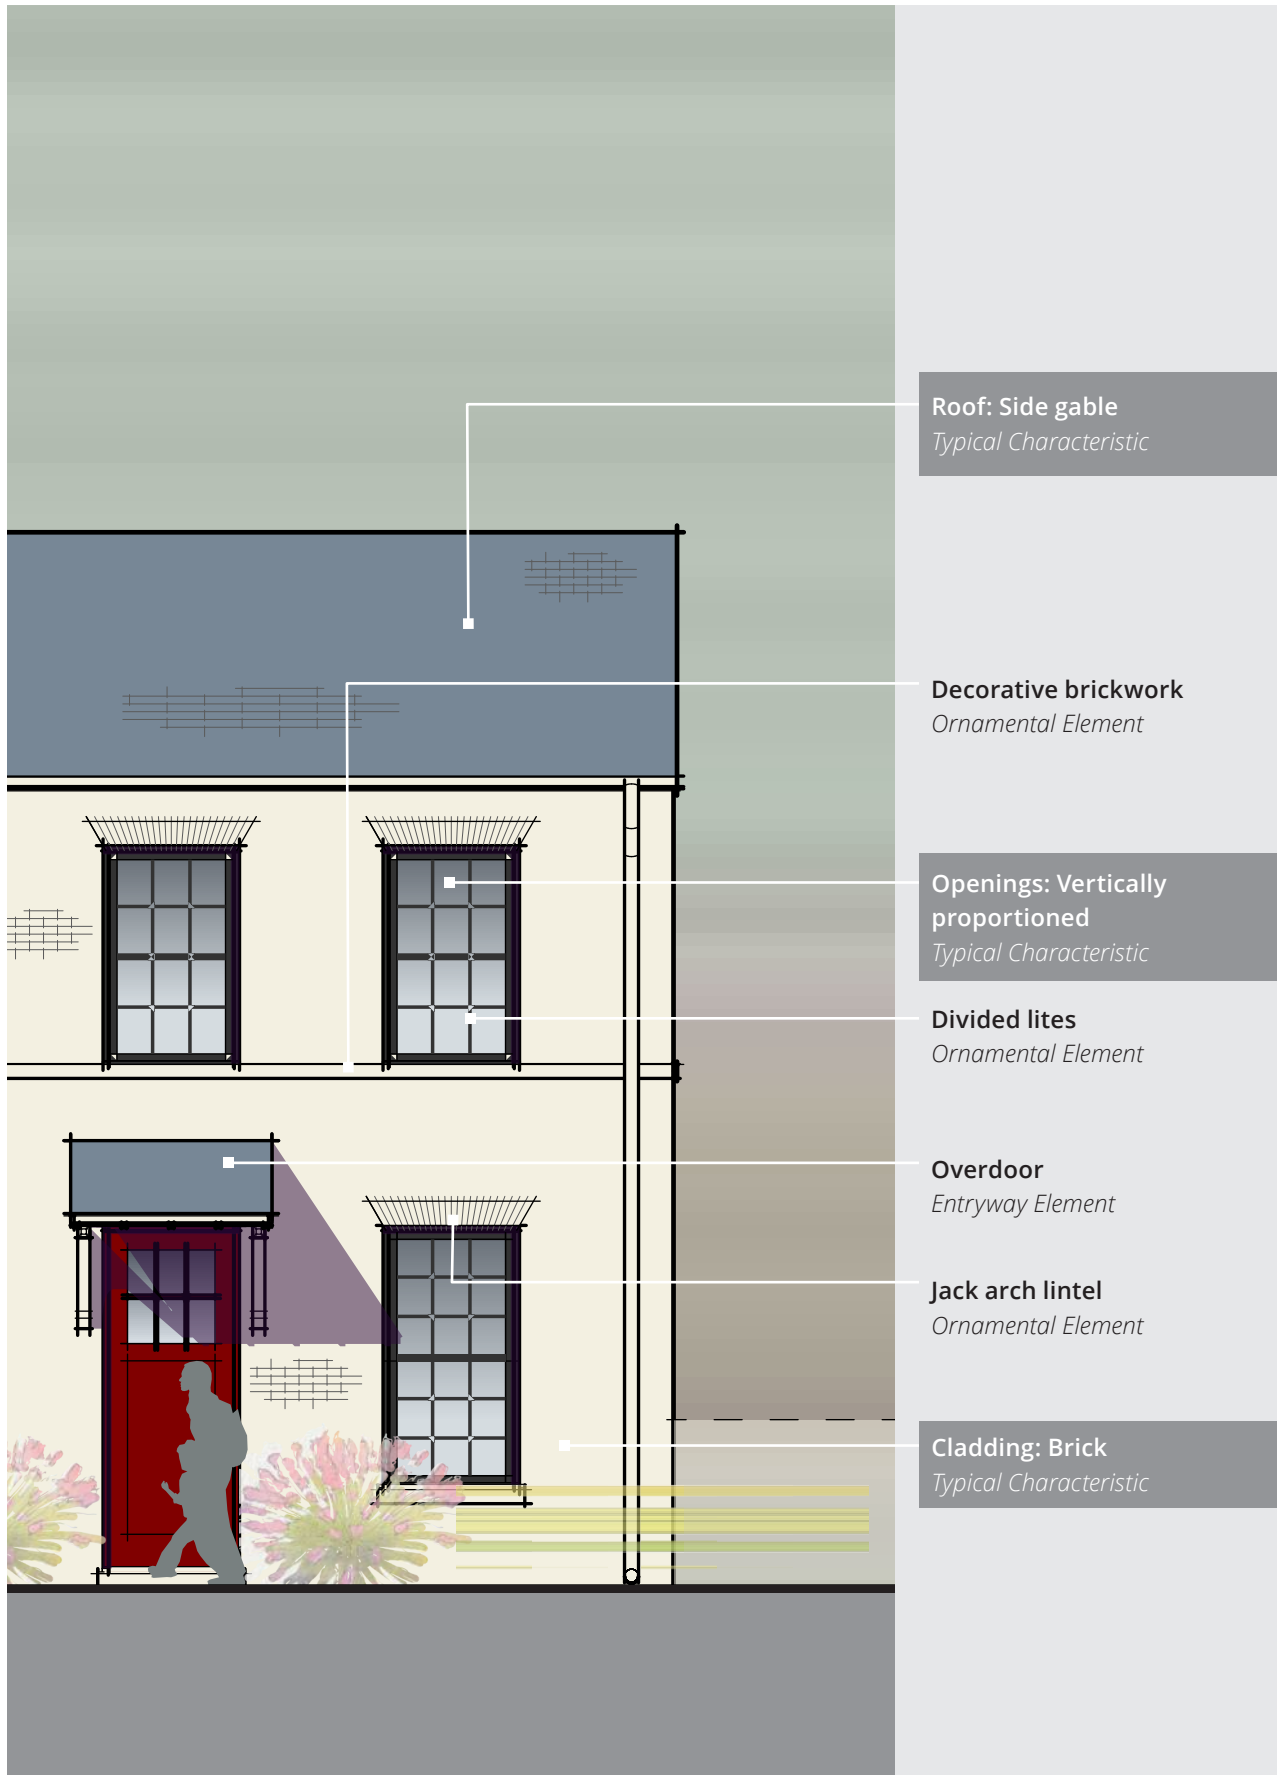 Roof: Side gable
Typical Characteristic
Decorative brickwork
Ornamental Element
Openings: Vertically
proportioned
Typical Characteristic
Divided lites
Ornamental Element
Overdoor
Entryway Element
Jack arch lintel
Ornamental Element
Cladding: Brick
Typical Characteristic